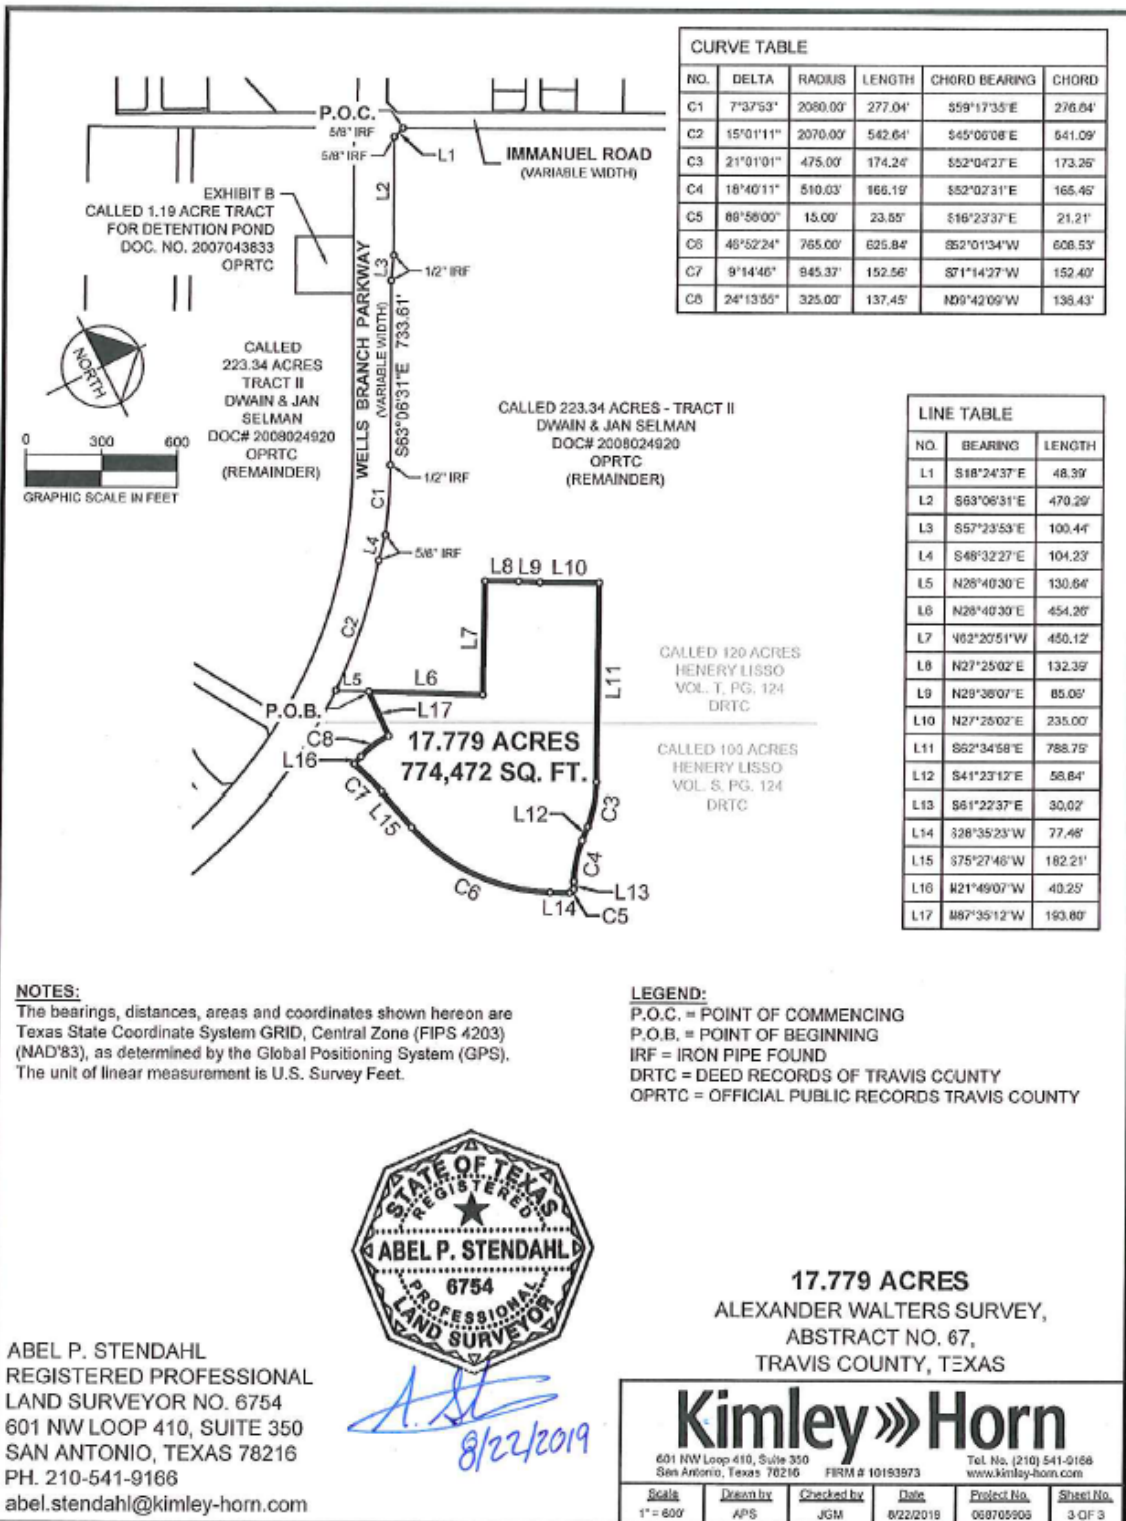 CURVE TABLE
NO. DELTA RADIUS LENGTH CHORD BEARING CHORD
C1 7°37'53" 2080.00' 277.04' S59°17'35"E 276.84'
C2 15°01'11" 2070.00' 542.64' S45°06'08"E 541.09'
C3 21°01'01" 475.00' 174.24' S52°04'27"E 173.26'
C4 18°40'11" 510.03' 166.19' S52°02'31"E 165.46'
C5 89°58'00" 15.00' 23.55' S16°23'37"E 21.21'
C6 46°52'24" 765.00' 625.84' S52°01'34"W 608.53'
C7 9°14'46" 945.37' 152.56' S71°14'27"W 152.40'
C8 24°13'55" 325.00' 137.45' N09°42'09"W 136.43'
P.O.C.
5/8" IRF
5/8" IRF
L1
IMMANUEL ROAD
(VARIABLE WIDTH)
L2
EXHIBIT B
CALLED 1.19 ACRE TRACT
FOR DETENTION POND
DOC. NO. 2007043833
OPRTC
L3
1/2" IRF
WELLS BRANCH PARKWAY
(VARIABLE WIDTH)
S63°06'31"E 733.61'
NORTH
CALLED
223.34 ACRES
TRACT II
DWAIN & JAN
SELMAN
DOC# 2008024920
OPRTC
(REMAINDER)
0 300 600
GRAPHIC SCALE IN FEET
CALLED 223.34 ACRES - TRACT II
DWAIN & JAN SELMAN
DOC# 2008024920
OPRTC
(REMAINDER)
1/2" IRF
C1
L4
5/8" IRF
C2
L8 L9 L10
L7
L11
L5
L6
P.O.B.
L17
C8
L16
17.779 ACRES
774,472 SQ. FT.
CALLED 120 ACRES
HENERY LISSO
VOL. T, PG. 124
DRTC
CALLED 100 ACRES
HENERY LISSO
VOL. S, PG. 124
DRTC
C7
L15
L12
C3
C4
C6
L13
L14
C5
LINE TABLE
NO. BEARING LENGTH
L1 S18°24'37"E 48.39'
L2 S63°06'31"E 470.29'
L3 S57°23'53"E 100.44'
L4 S48°32'27"E 104.23'
L5 N28°40'30"E 130.64'
L6 N28°40'30"E 454.26'
L7 N62°20'51"W 450.12'
L8 N27°25'02"E 132.39'
L9 N29°38'07"E 85.06'
L10 N27°28'02"E 235.00'
L11 S62°34'58"E 788.75'
L12 S41°23'12"E 58.84'
L13 S61°22'37"E 30.02'
L14 S28°35'23"W 77.46'
L15 S75°27'46"W 182.21'
L16 N21°49'07"W 40.25'
L17 N87°35'12"W 193.80'
NOTES:
The bearings, distances, areas and coordinates shown hereon are
Texas State Coordinate System GRID, Central Zone (FIPS 4203)
(NAD'83), as determined by the Global Positioning System (GPS).
The unit of linear measurement is U.S. Survey Feet.
LEGEND:
P.O.C. = POINT OF COMMENCING
P.O.B. = POINT OF BEGINNING
IRF = IRON PIPE FOUND
DRTC = DEED RECORDS OF TRAVIS COUNTY
OPRTC = OFFICIAL PUBLIC RECORDS TRAVIS COUNTY
STATE OF TEXAS
REGISTERED
ABEL P. STENDAHL
6754
PROFESSIONAL
LAND SURVEYOR
A. St
8/22/2019
ABEL P. STENDAHL
REGISTERED PROFESSIONAL
LAND SURVEYOR NO. 6754
601 NW LOOP 410, SUITE 350
SAN ANTONIO, TEXAS 78216
PH. 210-541-9166
abel.stendahl@kimley-horn.com
17.779 ACRES
ALEXANDER WALTERS SURVEY,
ABSTRACT NO. 67,
TRAVIS COUNTY, TEXAS
Kimley»)Horn
601 NW Loop 410, Suite 350
San Antonio, Texas 78216 FIRM # 10193973
Tel. No. (210) 541-9166
www.kimley-horn.com
Scale Drawn by Checked by Date Project No. Sheet No.
1" = 600' APS JGM 8/22/2019 068705906 3 OF 3